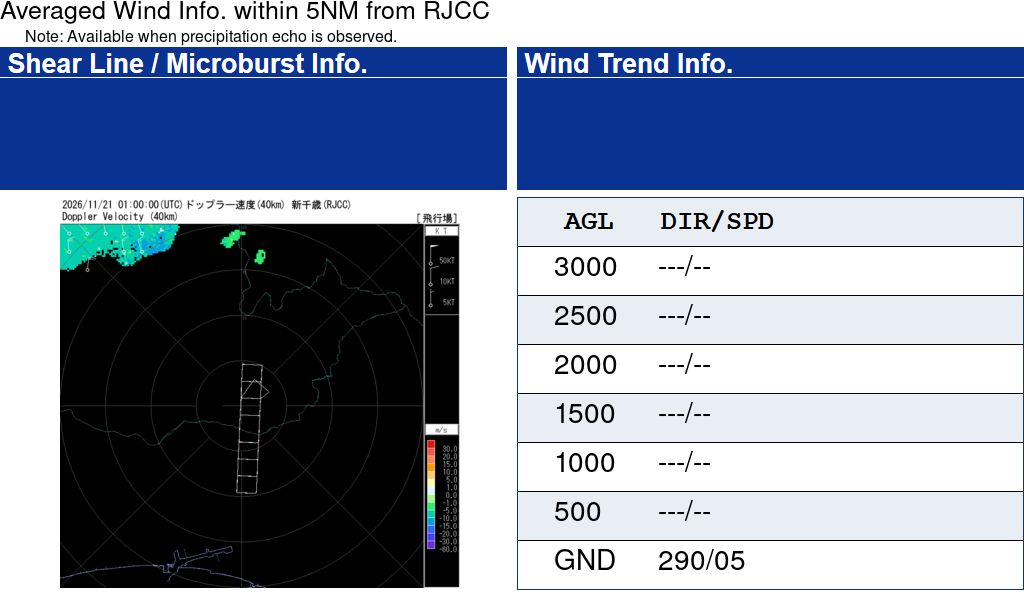 Averaged Wind Info. within 5NM from RJCC
Note: Available when precipitation echo is observed.
Shear Line / Microburst Info.
Wind Trend Info.
2026/11/21 01:00:00(UTC) ドップラー速度(40km) 新千歳(RJCC)
Doppler Velocity (40km)
[飛行場]
KT
50KT
10KT
5KT
m/s
30.0
20.0
15.0
10.0
5.0
1.0
0.0
-1.0
-5.0
-10.0
-15.0
-20.0
-30.0
-60.0
AGL DIR/SPD
3000 ---/--
2500 ---/--
2000 ---/--
1500 ---/--
1000 ---/--
500 ---/--
GND 290/05